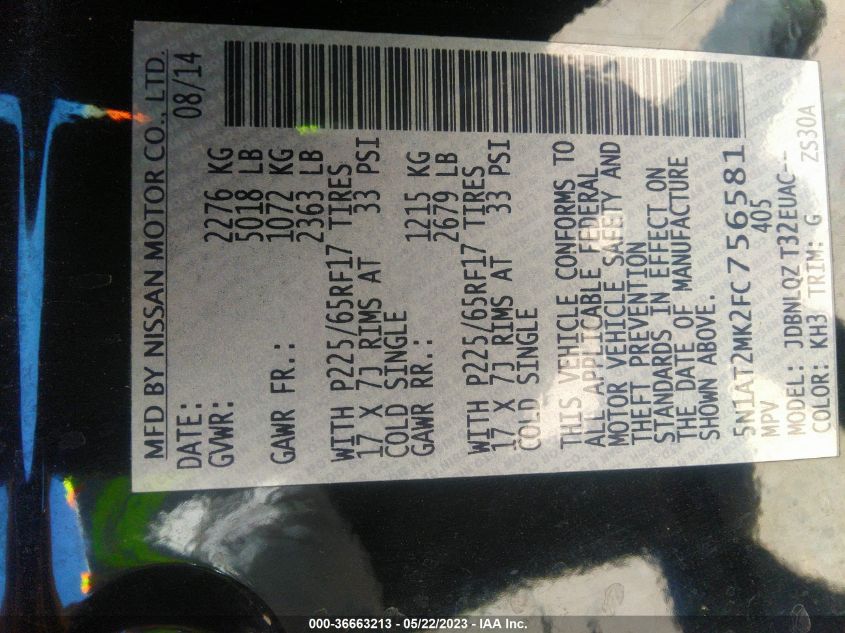 MFD BY NISSAN MOTOR CO., LTD.
DATE: 08/14
GVWR: 2276 KG
5018 LB
GAWR FR.: 1072 KG
2363 LB
WITH P225/65RF17 TIRES
17 X 7J RIMS AT 33 PSI
COLD SINGLE
GAWR RR.: 1215 KG
2679 LB
WITH P225/65RF17 TIRES
17 X 7J RIMS AT 33 PSI
COLD SINGLE
THIS VEHICLE CONFORMS TO
ALL APPLICABLE FEDERAL
MOTOR VEHICLE SAFETY AND
THEFT PREVENTION
STANDARDS IN EFFECT ON
THE DATE OF MANUFACTURE
SHOWN ABOVE.
5N1AT2MK2FC756581
MPV 405
MODEL: JDBNLQZ T32EUAC--
COLOR: KH3 TRIM: G ZS30A
000-36663213 - 05/22/2023 - IAA Inc.